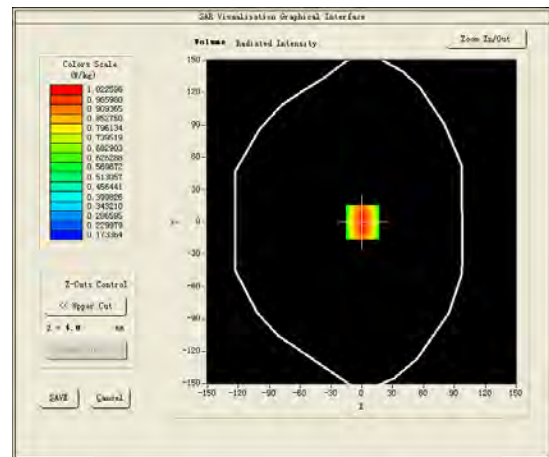 SAR Visualisation Graphical Interface
Volume Radiated Intensity
Zoom In/Out
Colors Scale
(W/kg)
1.022596
0.965980
0.909365
0.852750
0.796134
0.739519
0.682903
0.626288
0.569672
0.513057
0.456441
0.399826
0.343210
0.286595
0.229979
0.173364
150
120
90
60
30
0
-30
-60
-90
-120
-150
Y
-150 -120 -90 -60 -30 0 30 60 90 120 150
X
Z-Cuts Control
<< Upper Cut
Z = 4.0 mm
SAVE
Cancel